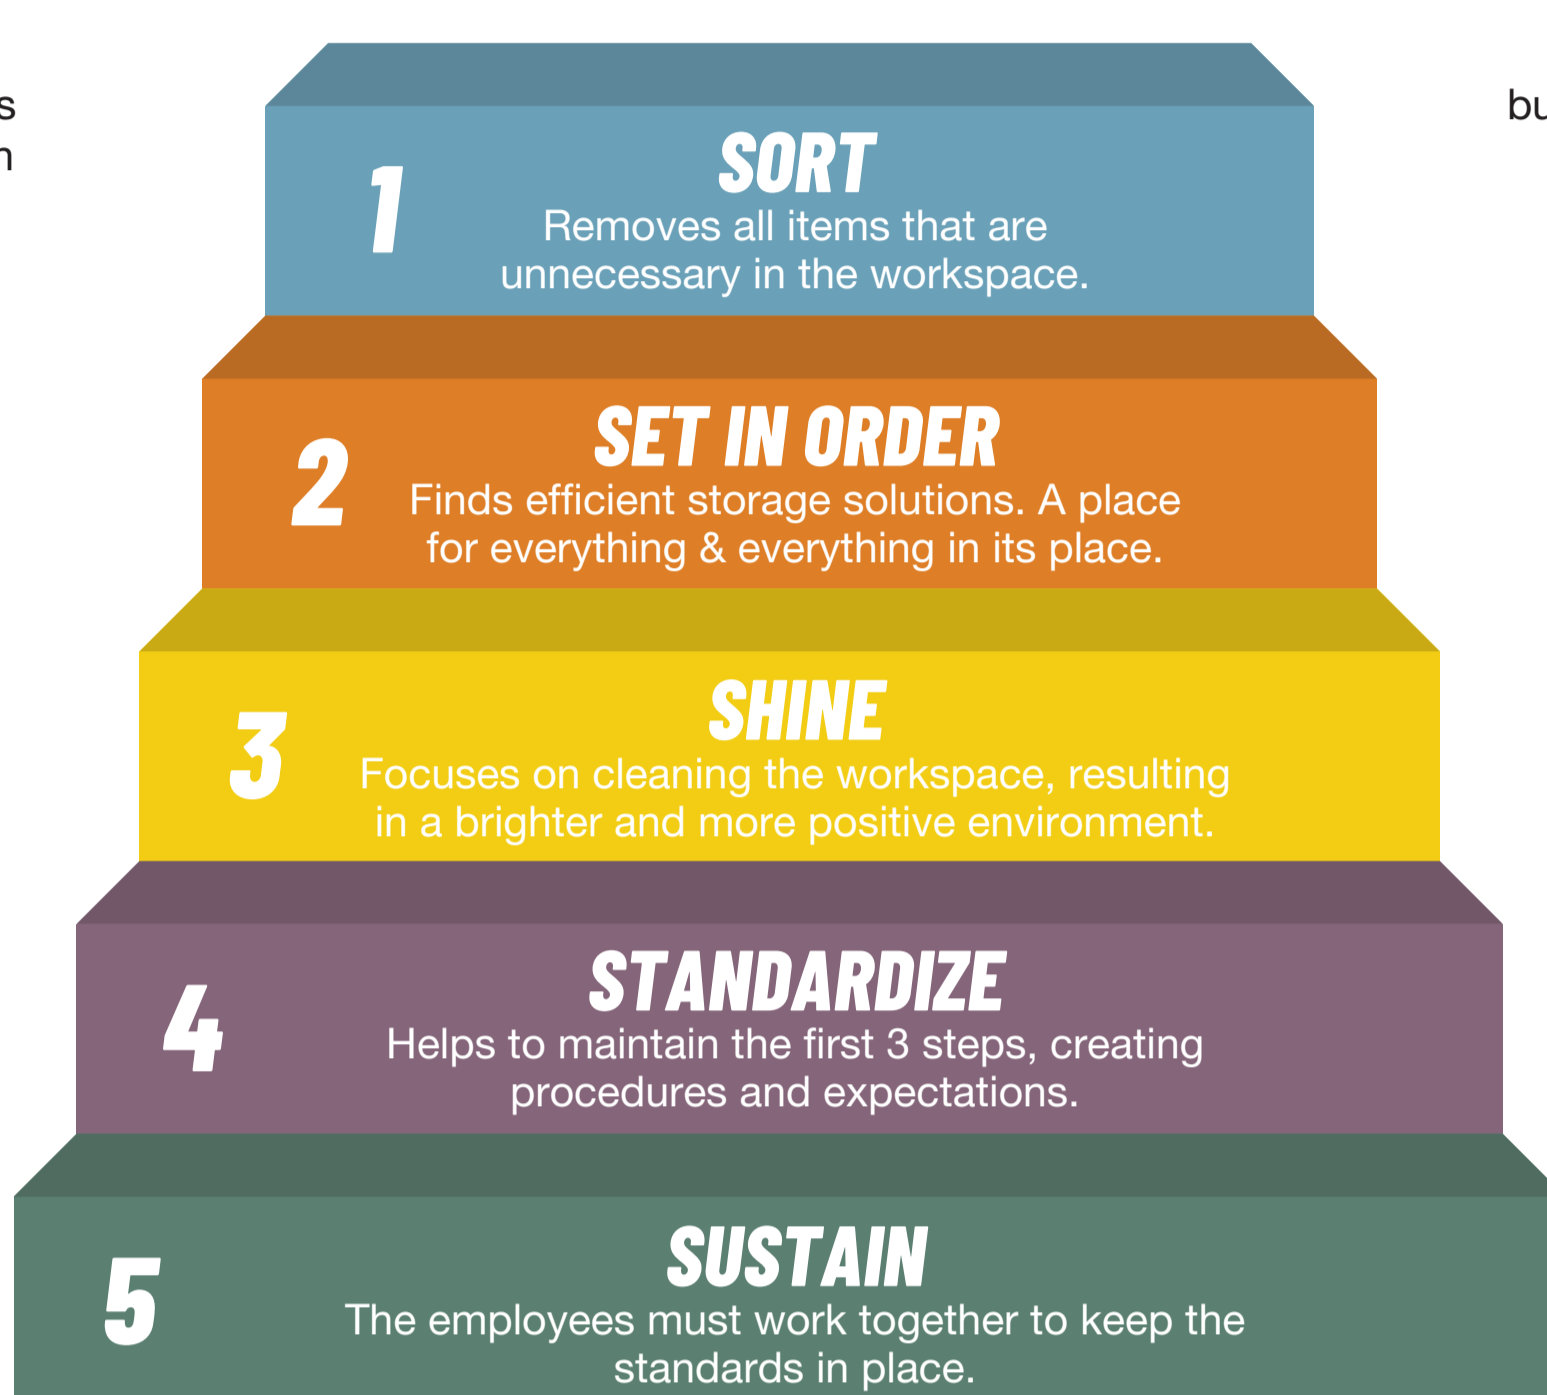 s
n
bu
1
SORT
Removes all items that are
unnecessary in the workspace.
2
SET IN ORDER
Finds efficient storage solutions. A place
for everything & everything in its place.
3
SHINE
Focuses on cleaning the workspace, resulting
in a brighter and more positive environment.
4
STANDARDIZE
Helps to maintain the first 3 steps, creating
procedures and expectations.
5
SUSTAIN
The employees must work together to keep the
standards in place.